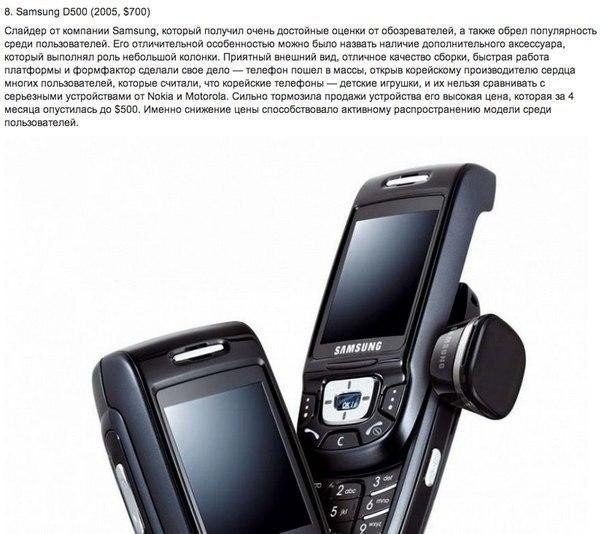 8. Samsung D500 (2005, $700)
Слайдер от компании Samsung, который получил очень достойные оценки от обозревателей, а также обрел популярность
среди пользователей. Его отличительной особенностью можно было назвать наличие дополнительного аксессуара,
который выполнял роль небольшой колонки. Приятный внешний вид, отличное качество сборки, быстрая работа
платформы и формфактор сделали свое дело — телефон пошел в массы, открыв корейскому производителю сердца
многих пользователей, которые считали, что корейские телефоны — детские игрушки, и их нельзя сравнивать с
серьезными устройствами от Nokia и Motorola. Сильно тормозила продажи устройства его высокая цена, которая за 4
месяца опустилась до $500. Именно снижение цены способствовало активному распространению модели среди
пользователей.
SAMSUNG
SAMSUNG
OK
C
2 abc
3 def
5 jkl
6 mno
9 wxyz